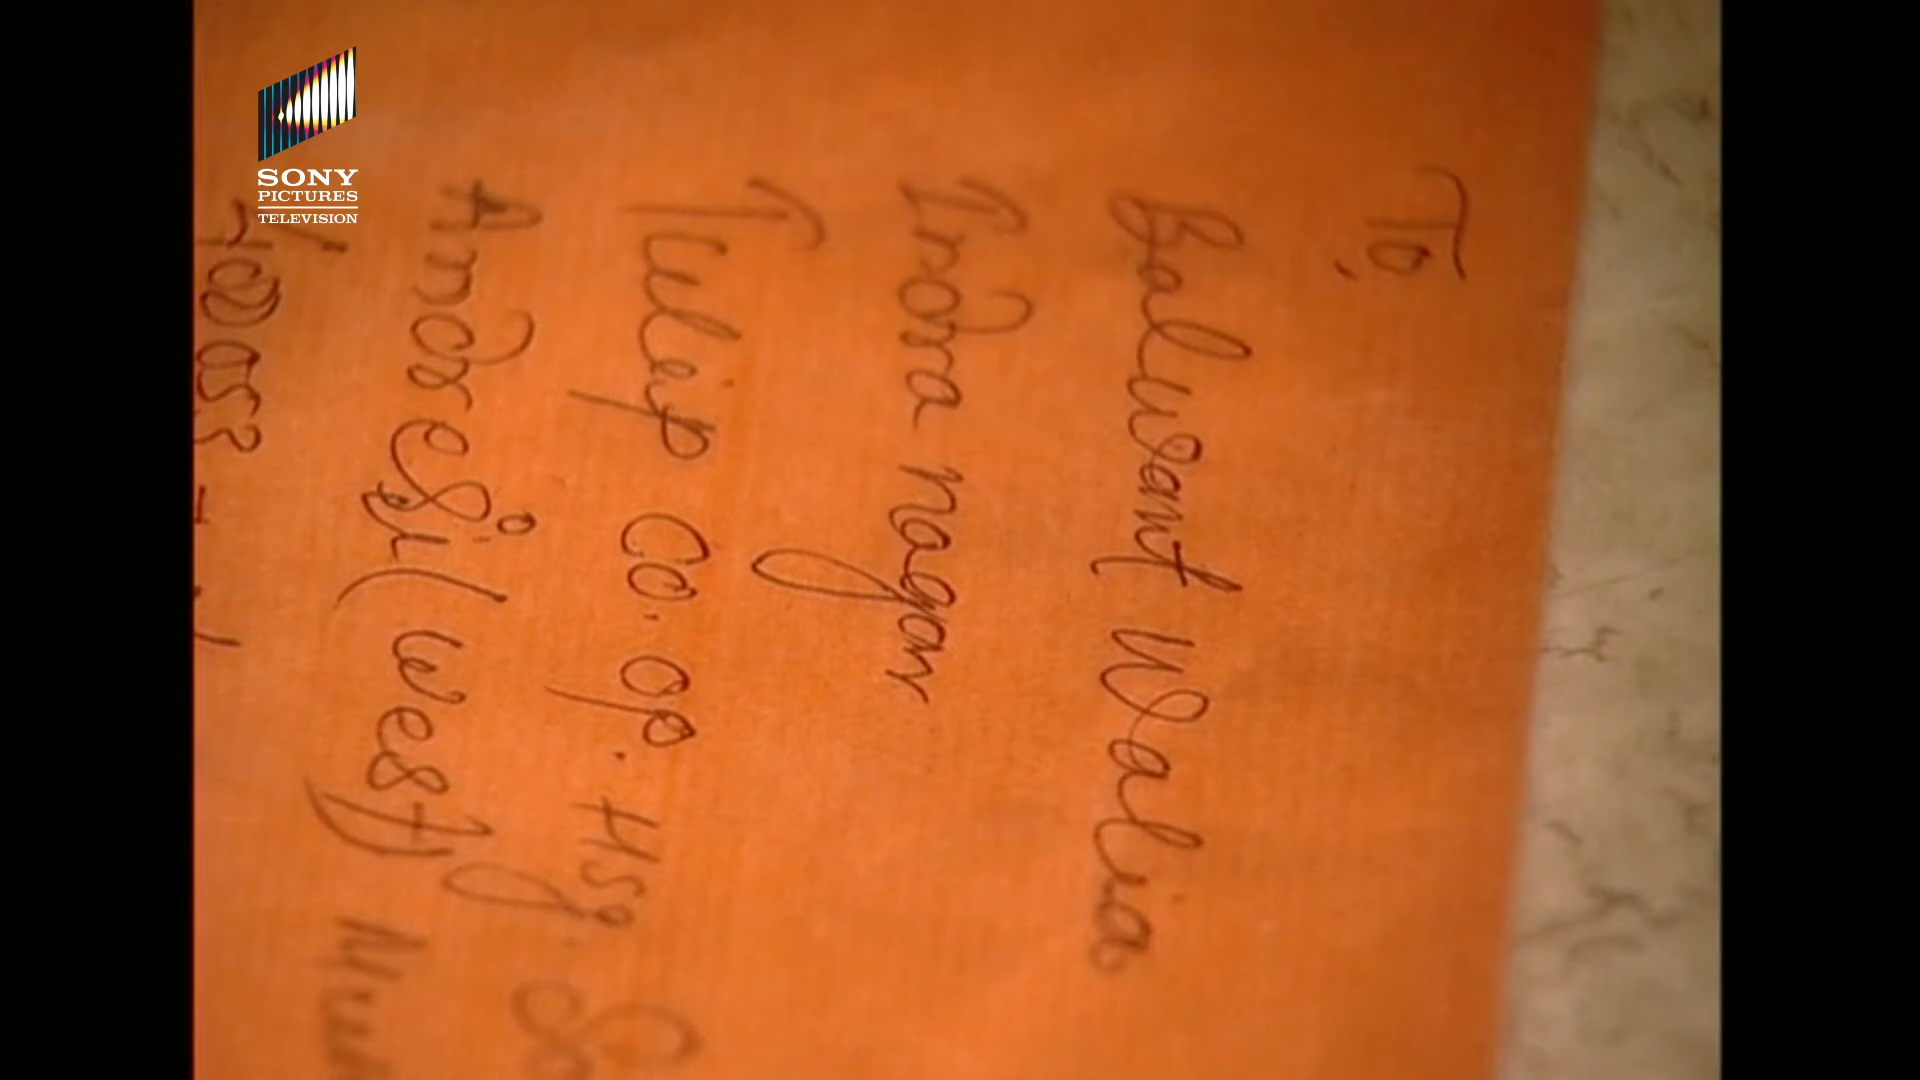 SONY
PICTURES
TELEVISION
To,
Balwant Walia
Indra nagar
Tulip Co. op. Hsg.
Andheri (West)